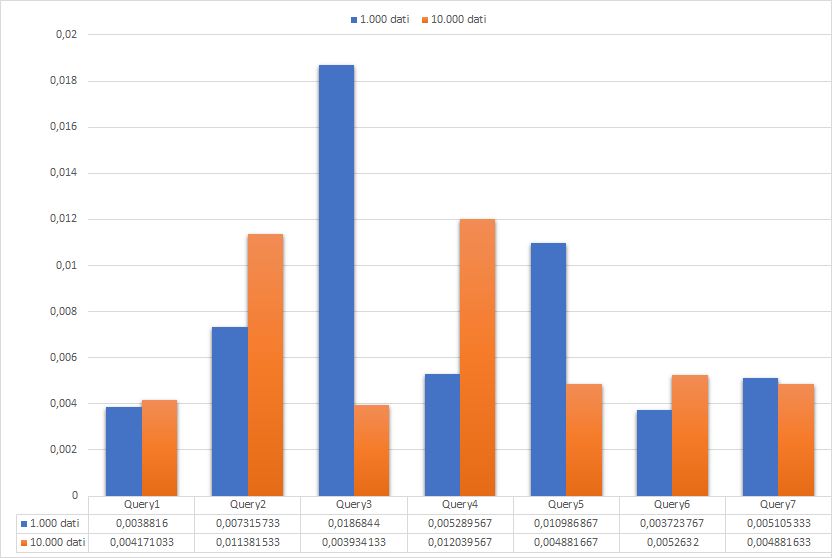 1.000 dati 10.000 dati
0,02
0,018
0,016
0,014
0,012
0,01
0,008
0,006
0,004
0,002
0
Query1 Query2 Query3 Query4 Query5 Query6 Query7
1.000 dati 0,0038816 0,007315733 0,0186844 0,005289567 0,010986867 0,003723767 0,005105333
10.000 dati 0,004171033 0,011381533 0,003934133 0,012039567 0,004881667 0,0052632 0,004881633